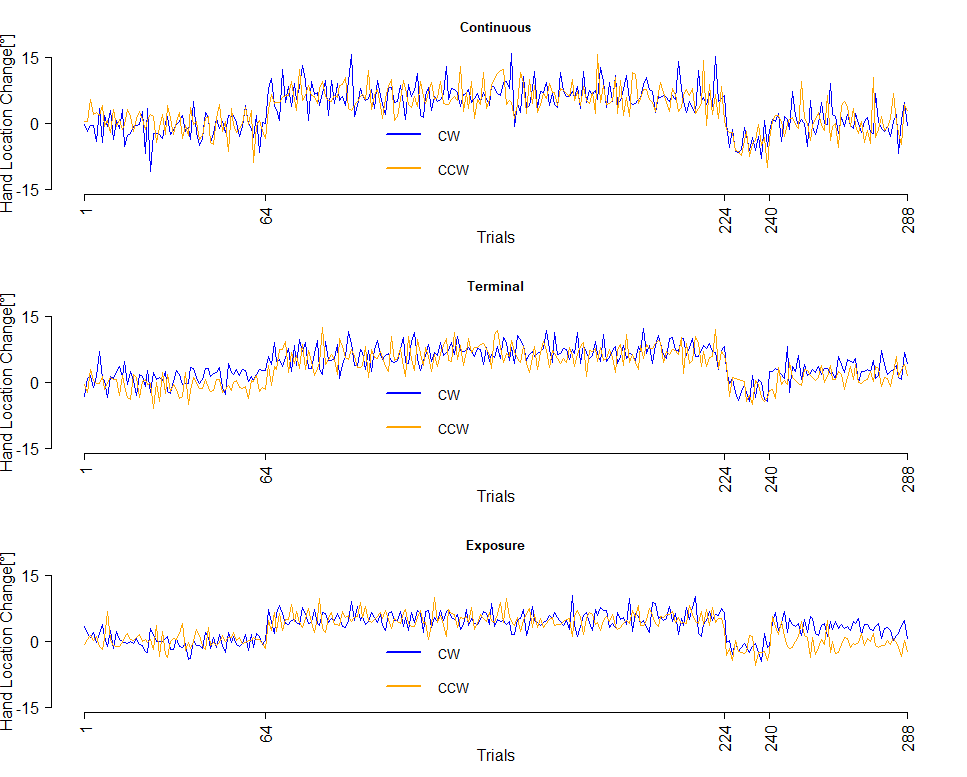 Continuous
Hand Location Change[°]
15
0
-15
CW
CCW
1
64
224
240
288
Trials
Terminal
Hand Location Change[°]
15
0
-15
CW
CCW
1
64
224
240
288
Trials
Exposure
Hand Location Change[°]
15
0
-15
CW
CCW
1
64
224
240
288
Trials